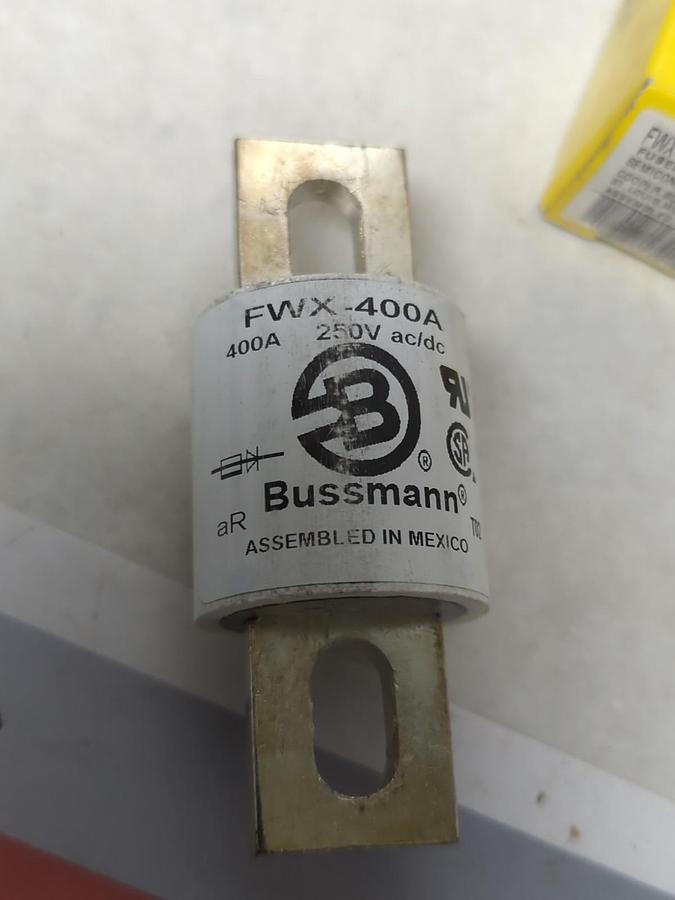 FWX-400A
400A 250V ac/dc
B
®
Bussmann®
aR
ASSEMBLED IN MEXICO
FWX